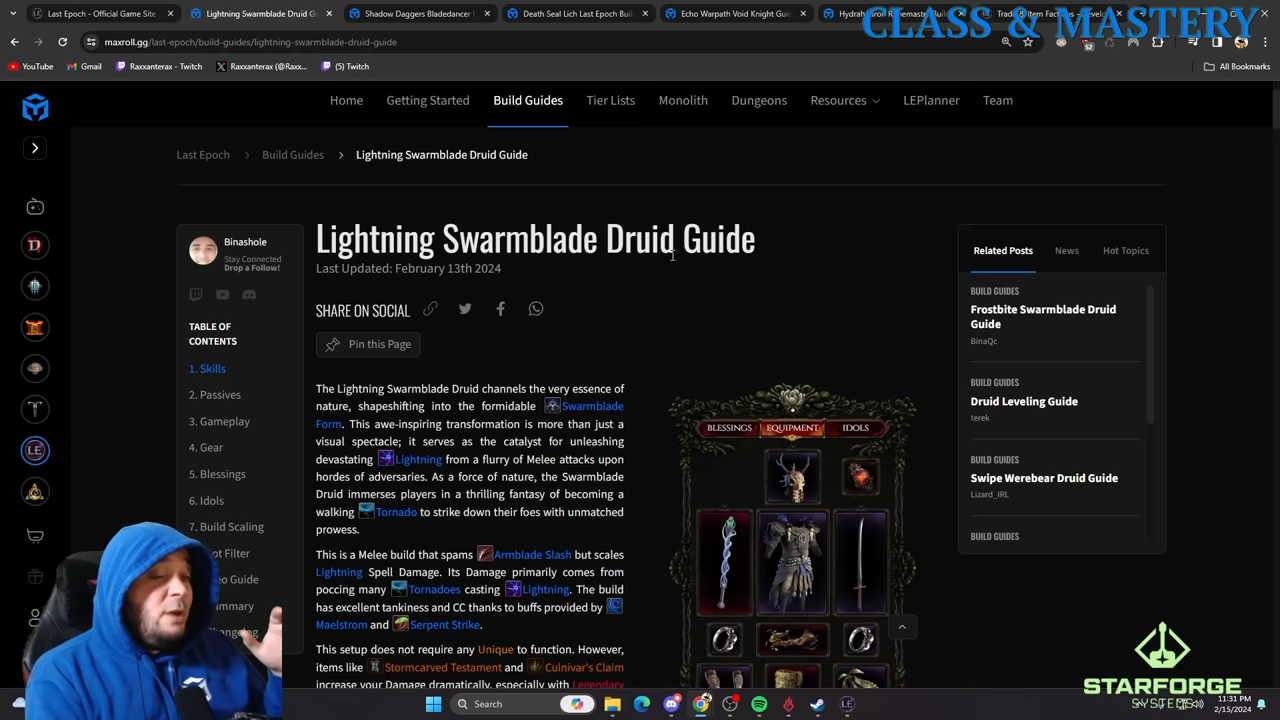 Last Epoch - Official Game Site
Lightning Swarmblade Druid G
Shadow Daggers Bladedancer
Death Seal Lich Last Epoch Buil
Echo Warpath Void Knight Gui
CLASS & MASTERY
maxroll.gg/last-epoch/build-guides/lightning-swarmblade-druid-guide
52
YouTube
Gmail
Raxxanterax - Twitch
Raxxanterax (@Raxx...
(5) Twitch
All Bookmarks
Home
Getting Started
Build Guides
Tier Lists
Monolith
Dungeons
Resources
LEPlanner
Team
Last Epoch
Build Guides
Lightning Swarmblade Druid Guide
Binashole
Stay Connected
Drop a Follow!
TABLE OF
CONTENTS
1. Skills
2. Passives
3. Gameplay
4. Gear
5. Blessings
6. Idols
7. Build Scaling
pt Filter
eo Guide
mmary
LE
Lightning Swarmblade Druid Guide
Last Updated: February 13th 2024
SHARE ON SOCIAL
Pin this Page
The Lightning Swarmblade Druid channels the very essence of
nature, shapeshifting into the formidable Swarmblade
Form. This awe-inspiring transformation is more than just a
visual spectacle; it serves as the catalyst for unleashing
devastating Lightning from a flurry of Melee attacks upon
hordes of adversaries. As a force of nature, the Swarmblade
Druid immerses players in a thrilling fantasy of becoming a
walking Tornado to strike down their foes with unmatched
prowess.
This is a Melee build that spams Armblade Slash but scales
Lightning Spell Damage. Its Damage primarily comes from
poccing many Tornadoes casting Lightning. The build
has excellent tankiness and CC thanks to buffs provided by
Maelstrom and Serpent Strike.
This setup does not require any Unique to function. However,
items like Stormcarved Testament and Culnivar's Claim
increase your Damage dramatically, especially with Legendary
BLESSINGS
EQUIPMENT
IDOLS
Related Posts
News
Hot Topics
BUILD GUIDES
Frostbite Swarmblade Druid
Guide
BinaQc
BUILD GUIDES
Druid Leveling Guide
terek
BUILD GUIDES
Swipe Werebear Druid Guide
Lizard_IRL
BUILD GUIDES
STARFORGE
SYSTEMS
Search
11:31 PM
2/15/2024